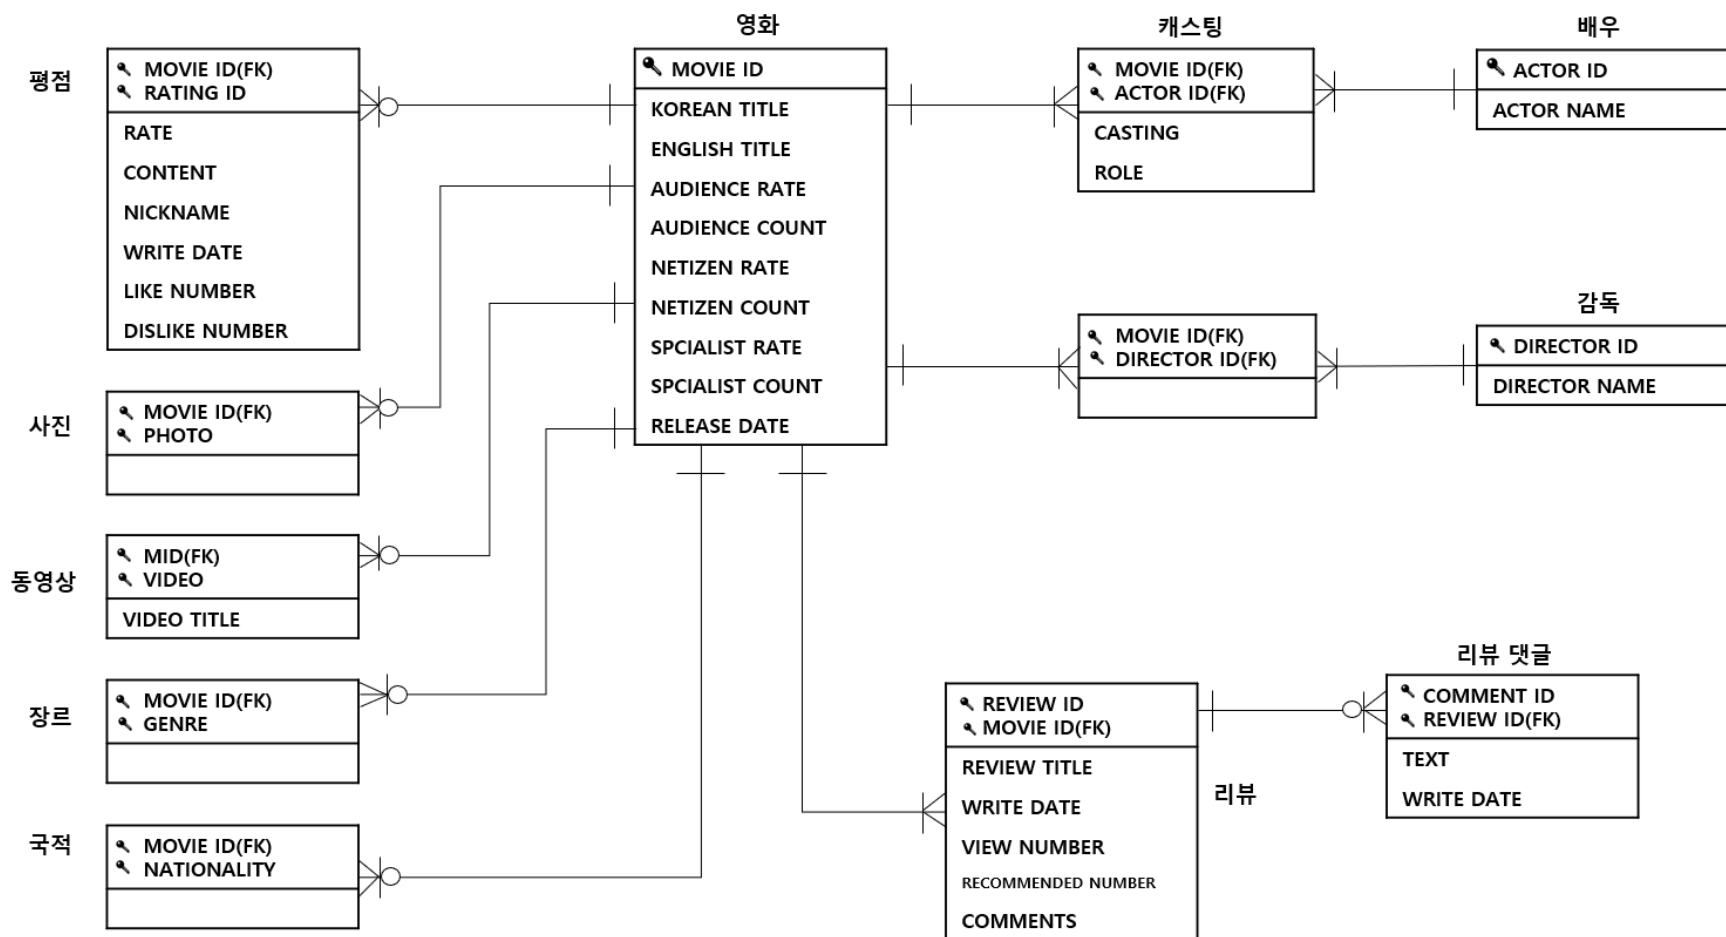 영화
캐스팅
배우
평점
MOVIE ID(FK)
RATING ID
RATE
CONTENT
NICKNAME
WRITE DATE
LIKE NUMBER
DISLIKE NUMBER
MOVIE ID
KOREAN TITLE
ENGLISH TITLE
AUDIENCE RATE
AUDIENCE COUNT
NETIZEN RATE
NETIZEN COUNT
SPCIALIST RATE
SPCIALIST COUNT
RELEASE DATE
MOVIE ID(FK)
ACTOR ID(FK)
CASTING
ROLE
ACTOR ID
ACTOR NAME
감독
MOVIE ID(FK)
DIRECTOR ID(FK)
DIRECTOR ID
DIRECTOR NAME
사진
MOVIE ID(FK)
PHOTO
동영상
MID(FK)
VIDEO
VIDEO TITLE
장르
MOVIE ID(FK)
GENRE
국적
MOVIE ID(FK)
NATIONALITY
REVIEW ID
MOVIE ID(FK)
REVIEW TITLE
WRITE DATE
VIEW NUMBER
RECOMMENDED NUMBER
COMMENTS
리뷰
리뷰 댓글
COMMENT ID
REVIEW ID(FK)
TEXT
WRITE DATE